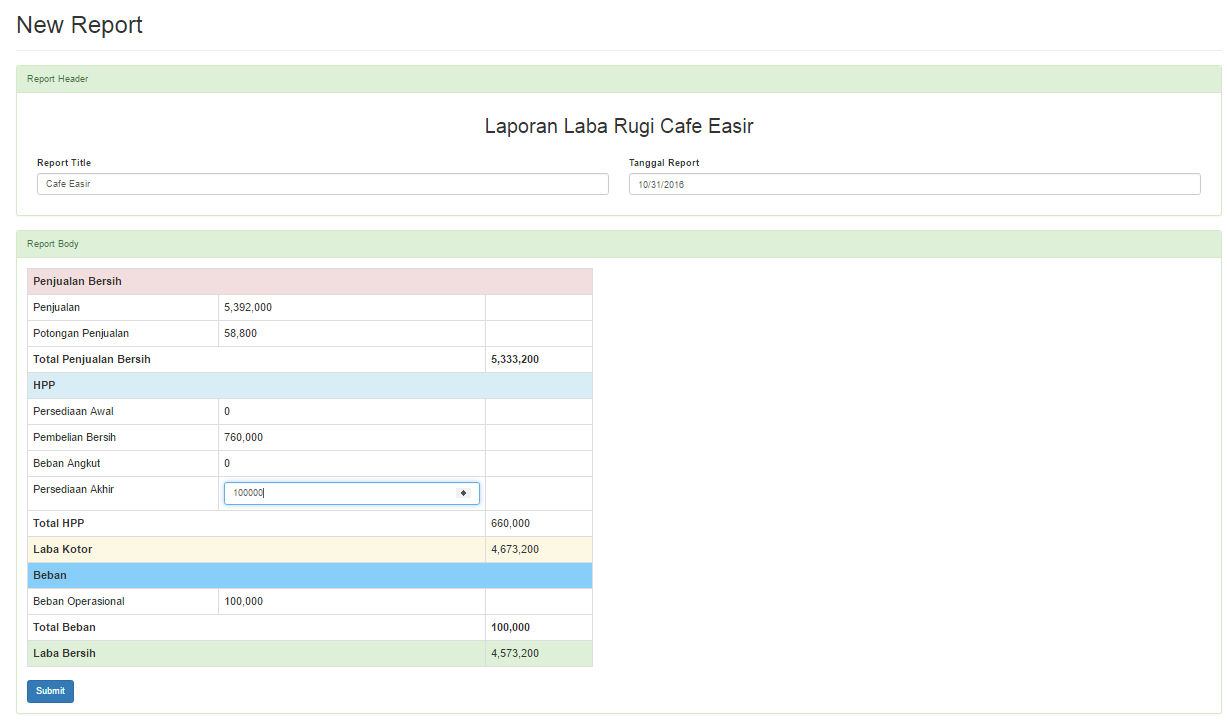 New Report
Report Header
Laporan Laba Rugi Cafe Easir
Report Title Tanggal Report
Cafe Easir 10/31/2016
Report Body
Penjualan Bersih
Penjualan 5,392,000
Potongan Penjualan 58,800
Total Penjualan Bersih 5,333,200
HPP
Persediaan Awal 0
Pembelian Bersih 760,000
Beban Angkut 0
Persediaan Akhir 100000
Total HPP 660,000
Laba Kotor 4,673,200
Beban
Beban Operasional 100,000
Total Beban 100,000
Laba Bersih 4,573,200
Submit